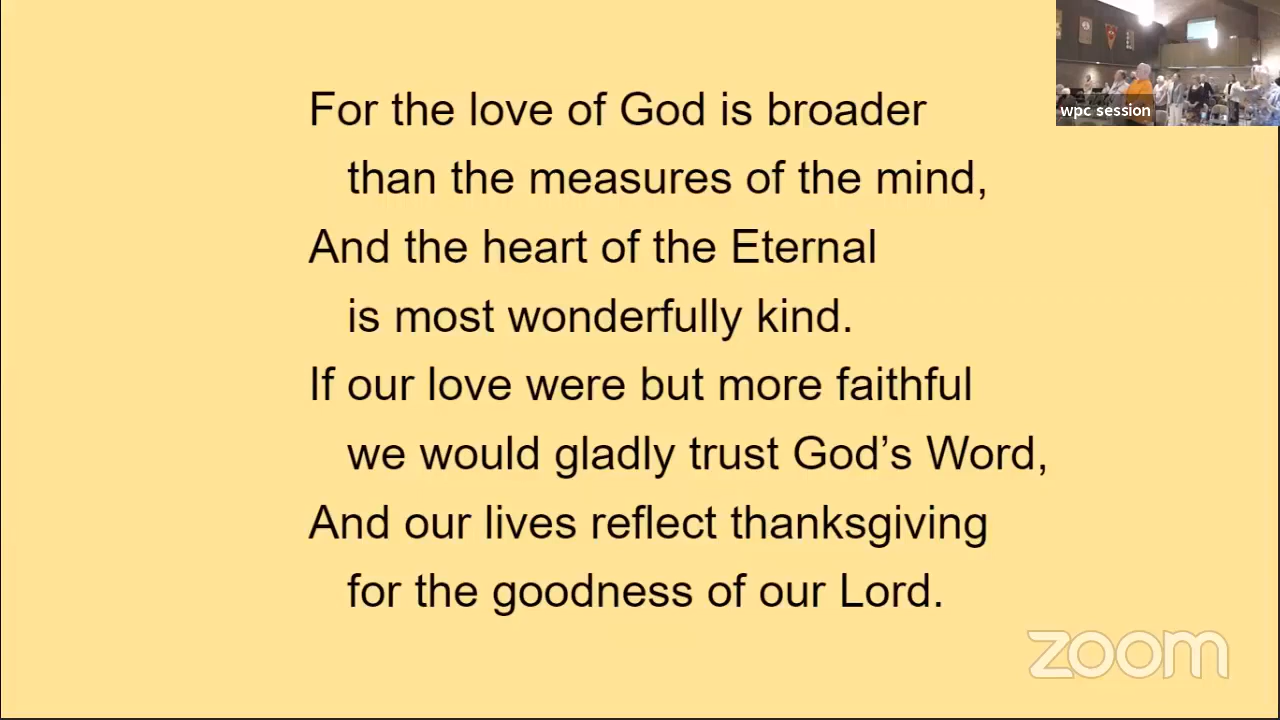 For the love of God is broader
than the measures of the mind,
And the heart of the Eternal
is most wonderfully kind.
If our love were but more faithful
we would gladly trust God’s Word,
And our lives reflect thanksgiving
for the goodness of our Lord.
wpc session
zoom